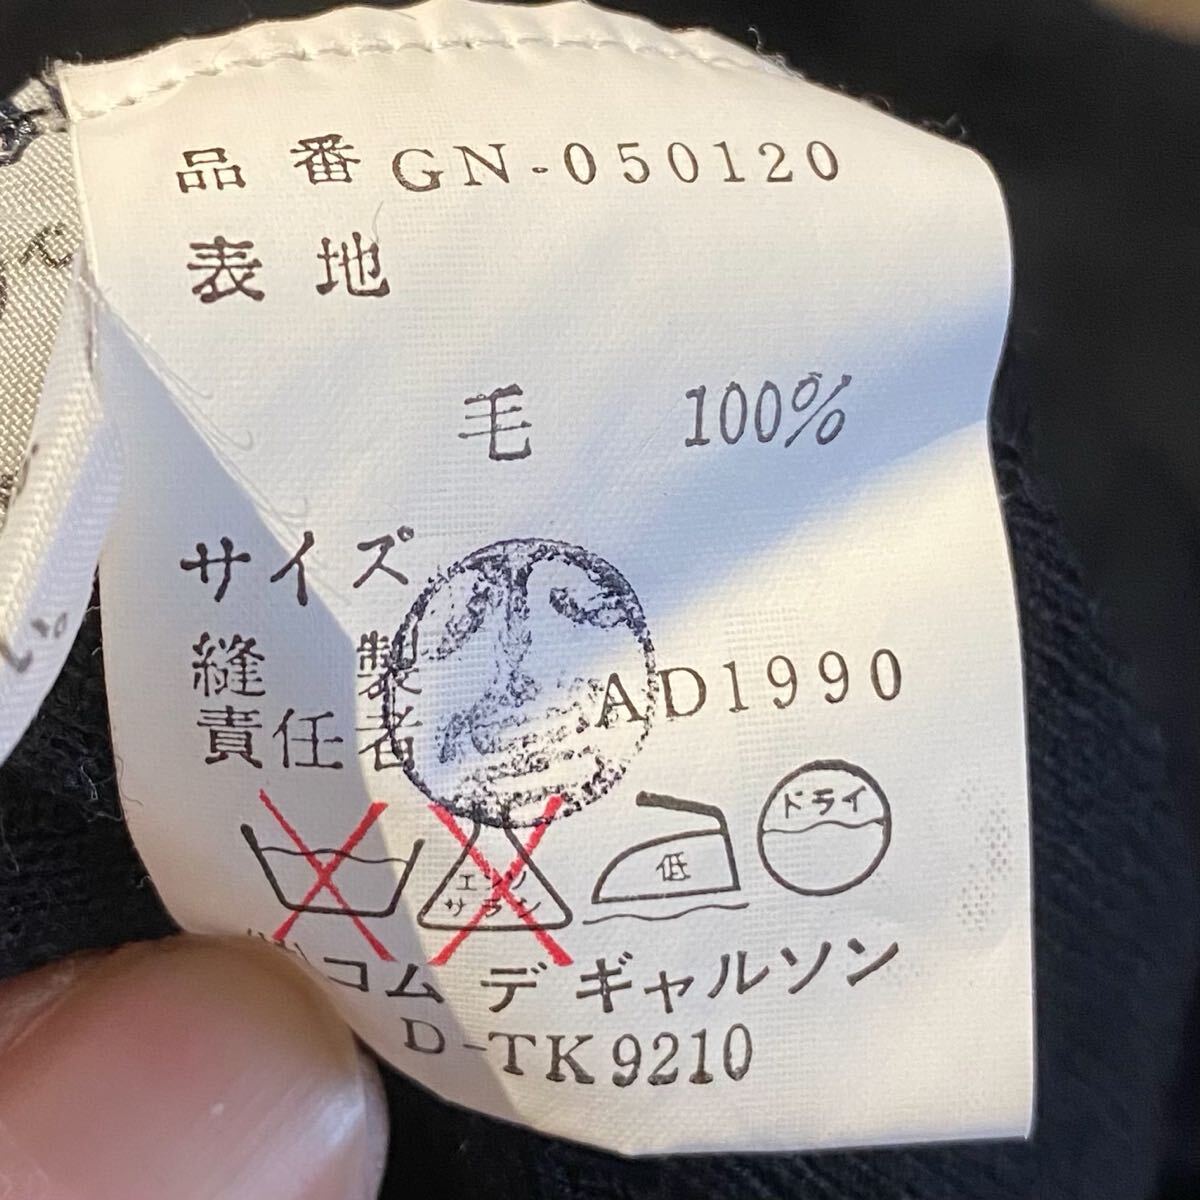 品番 GN-050120
表地
毛 100%
サイズ
縫製
責任者 AD1990
エンソ
サラシ
低
ドライ
コム デ ギャルソン
D-TK9210